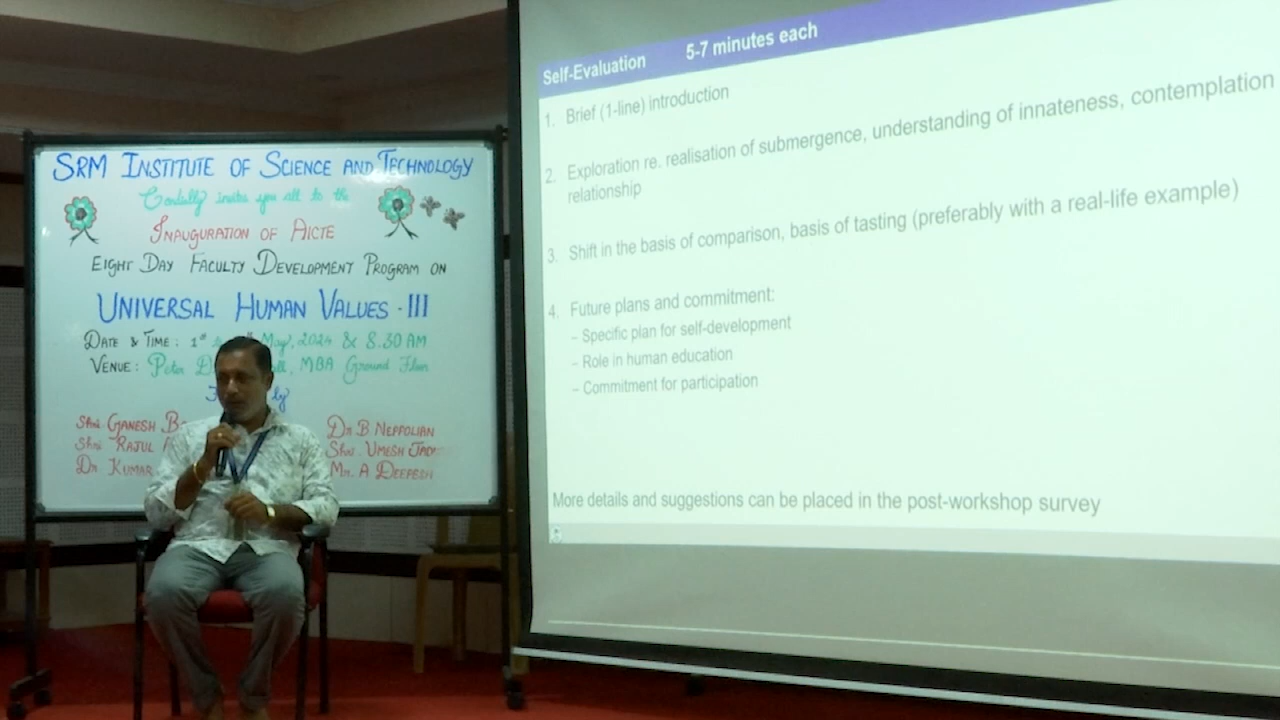 SRM INSTITUTE OF SCIENCE AND TECHNOLOGY
Cordially invites you all to the
INAUGURATION OF AICTE
EIGHT DAY FACULTY DEVELOPMENT PROGRAM ON
UNIVERSAL HUMAN VALUES - III
DATE & TIME : 1st May, 2024 & 8.30 AM
VENUE : MBA Ground Floor
Shri GANESH
Shri RAJUL
Dr KUMAR
Dr B NEPPOLIAN
Shri. UMESH
Mr. A DEEPESH
Self-Evaluation 5-7 minutes each
1. Brief (1-line) introduction
2. Exploration re. realisation of submergence, understanding of innateness, contemplation
relationship
3. Shift in the basis of comparison, basis of tasting (preferably with a real-life example)
4. Future plans and commitment:
– Specific plan for self-development
– Role in human education
– Commitment for participation
More details and suggestions can be placed in the post-workshop survey